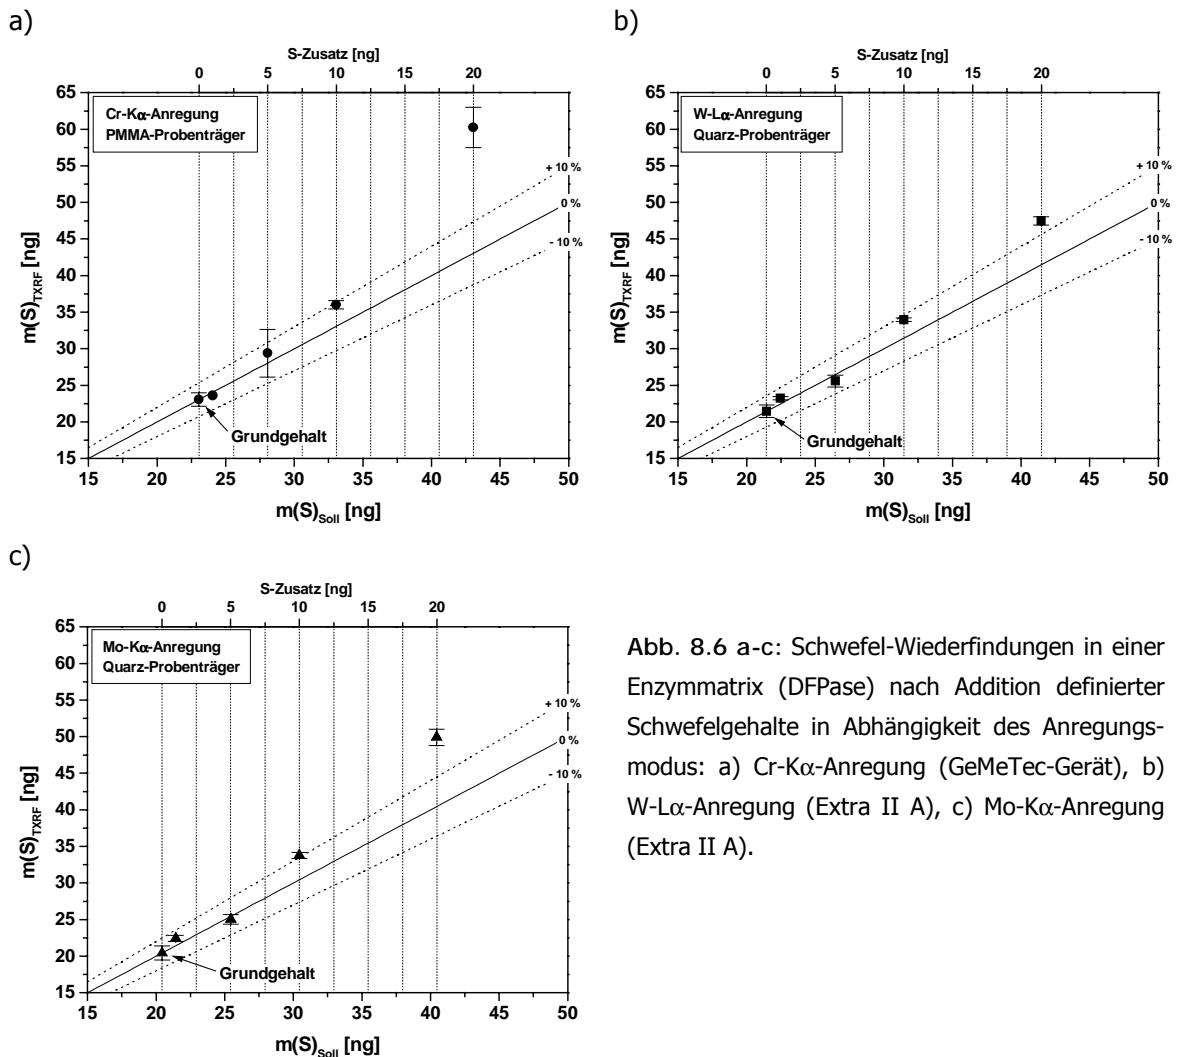 a)
S-Zusatz [ng]
0 5 10 20
65
60
55
50
45
40
35
30
25
20
15
Cr-Kα-Anregung
PMMA-Probenträger
+ 10 %
0 %
- 10 %
Grundgehalt
m(S)TXRF [ng]
15 20 25 30 35 40 45 50
m(S)Soll [ng]
b)
S-Zusatz [ng]
0 5 10 20
65
60
55
50
45
40
35
30
25
20
15
W-Lα-Anregung
Quarz-Probenträger
+ 10 %
0 %
- 10 %
Grundgehalt
m(S)TXRF [ng]
15 20 25 30 35 40 45 50
m(S)Soll [ng]
c)
S-Zusatz [ng]
0 5 10 20
65
60
55
50
45
40
35
30
25
20
15
Mo-Kα-Anregung
Quarz-Probenträger
+ 10 %
0 %
- 10 %
Grundgehalt
m(S)TXRF [ng]
15 20 25 30 35 40 45 50
m(S)Soll [ng]
Abb. 8.6 a-c: Schwefel-Wiederfindungen in einer
Enzymmatrix (DFPase) nach Addition definierter
Schwefelgehalte in Abhängigkeit des Anregungs-
modus: a) Cr-Kα-Anregung (GeMeTec-Gerät), b)
W-Lα-Anregung (Extra II A), c) Mo-Kα-Anregung
(Extra II A).